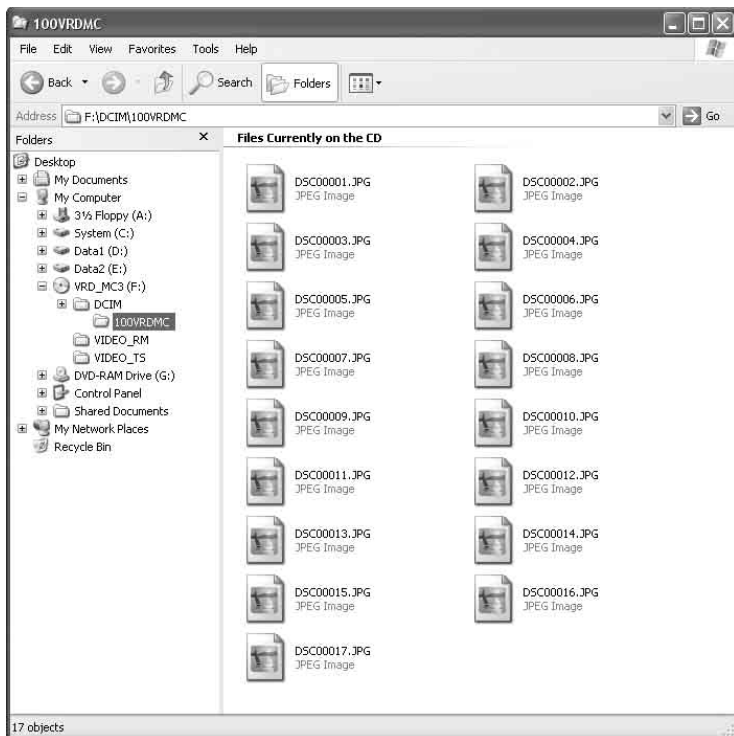 100VRDMC
File Edit View Favorites Tools Help
Back Search Folders
Address F:\DCIM\100VRDMC Go
Folders
Desktop
My Documents
My Computer
3½ Floppy (A:)
System (C:)
Data1 (D:)
Data2 (E:)
VRD_MC3 (F:)
DCIM
100VRDMC
VIDEO_RM
VIDEO_TS
DVD-RAM Drive (G:)
Control Panel
Shared Documents
My Network Places
Recycle Bin
Files Currently on the CD
DSC00001.JPG
JPEG Image
DSC00002.JPG
JPEG Image
DSC00003.JPG
JPEG Image
DSC00004.JPG
JPEG Image
DSC00005.JPG
JPEG Image
DSC00006.JPG
JPEG Image
DSC00007.JPG
JPEG Image
DSC00008.JPG
JPEG Image
DSC00009.JPG
JPEG Image
DSC00010.JPG
JPEG Image
DSC00011.JPG
JPEG Image
DSC00012.JPG
JPEG Image
DSC00013.JPG
JPEG Image
DSC00014.JPG
JPEG Image
DSC00015.JPG
JPEG Image
DSC00016.JPG
JPEG Image
DSC00017.JPG
JPEG Image
17 objects